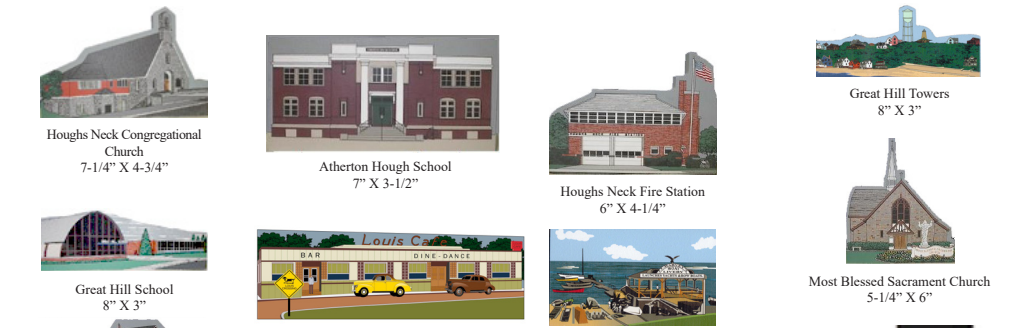 Houghs Neck Congregational
Church
7-1/4” X 4-3/4”
Atherton Hough School
7” X 3-1/2”
Houghs Neck Fire Station
6” X 4-1/4”
Great Hill Towers
8” X 3”
Great Hill School
8” X 3”
Louis Cafe
BAR
DINE-DANCE
Most Blessed Sacrament Church
5-1/4” X 6”